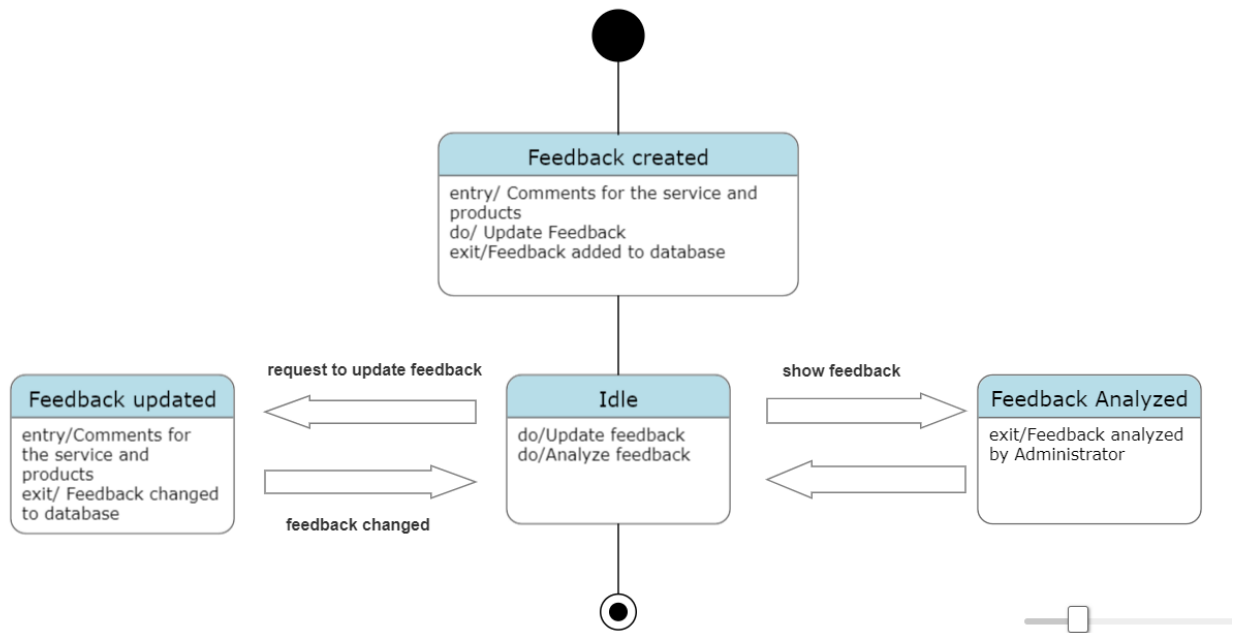 Feedback created
entry/ Comments for the service and
products
do/ Update Feedback
exit/Feedback added to database
request to update feedback
show feedback
Feedback updated
entry/Comments for
the service and
products
exit/ Feedback changed
to database
feedback changed
Idle
do/Update feedback
do/Analyze feedback
Feedback Analyzed
exit/Feedback analyzed
by Administrator